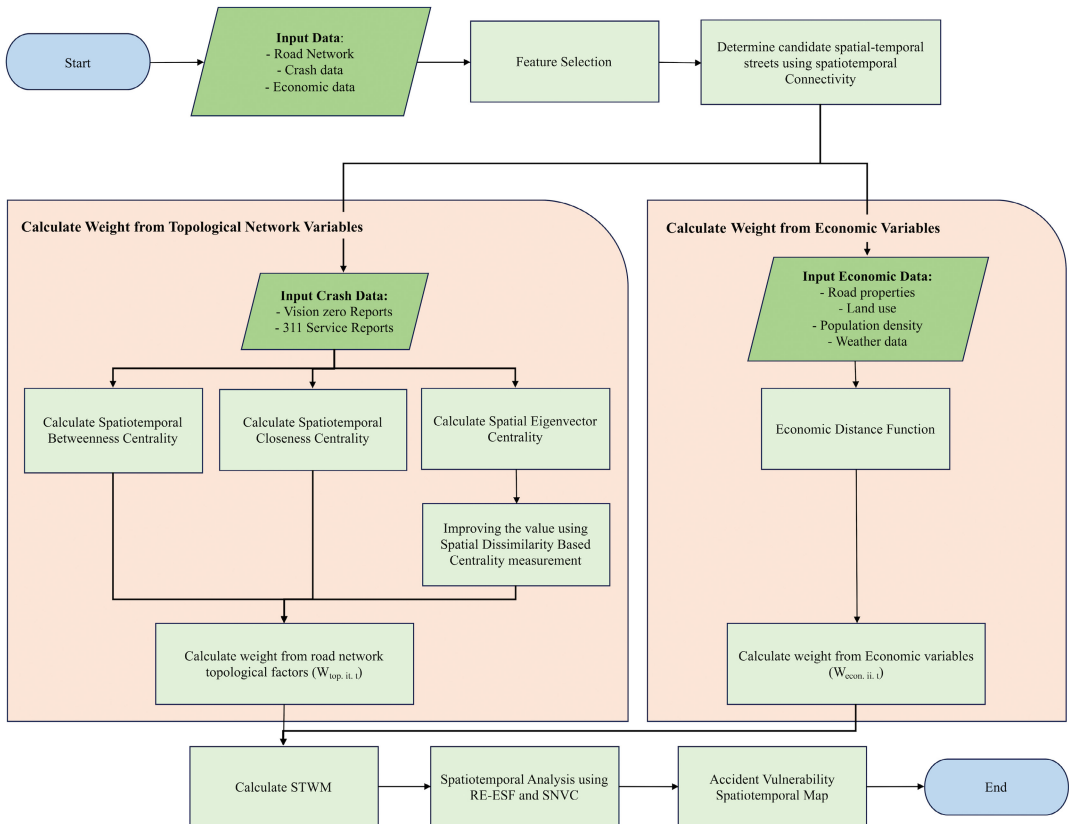 Start
Input Data:
- Road Network
- Crash data
- Economic data
Feature Selection
Determine candidate spatial-temporal
streets using spatiotemporal
Connectivity
Calculate Weight from Topological Network Variables
Input Crash Data:
- Vision zero Reports
- 311 Service Reports
Calculate Spatiotemporal
Betweenness Centrality
Calculate Spatiotemporal
Closeness Centrality
Calculate Spatial Eigenvector
Centrality
Improving the value using
Spatial Dissimilarity Based
Centrality measurement
Calculate weight from road network
topological factors (Wtop. it. t)
Calculate Weight from Economic Variables
Input Economic Data:
- Road properties
- Land use
- Population density
- Weather data
Economic Distance Function
Calculate weight from Economic variables
(Wecon. ii. t)
Calculate STWM
Spatiotemporal Analysis using
RE-ESF and SNVC
Accident Vulnerability
Spatiotemporal Map
End